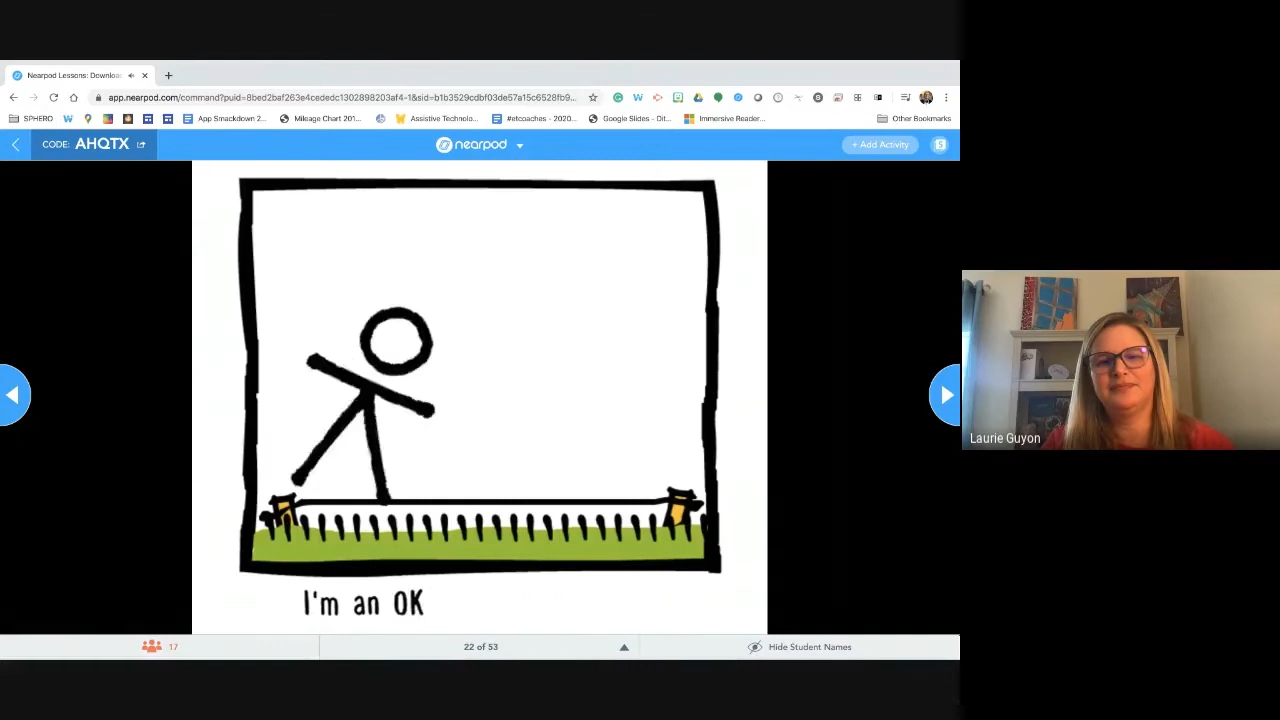 Nearpod Lessons: Downloa
app.nearpod.com/command?puid=8bed2baf263e4cededc1302898203af4-1&sid=b1b3529cdbf03de57a15c6528fb9...
SPHERO
App Smackdown 2...
Mileage Chart 201...
Assistive Technolo...
#etcoaches - 2020...
Google Slides - Dit...
Immersive Reader...
Other Bookmarks
CODE: AHQTX
nearpod
+ Add Activity
I'm an OK
Laurie Guyon
17
22 of 53
Hide Student Names